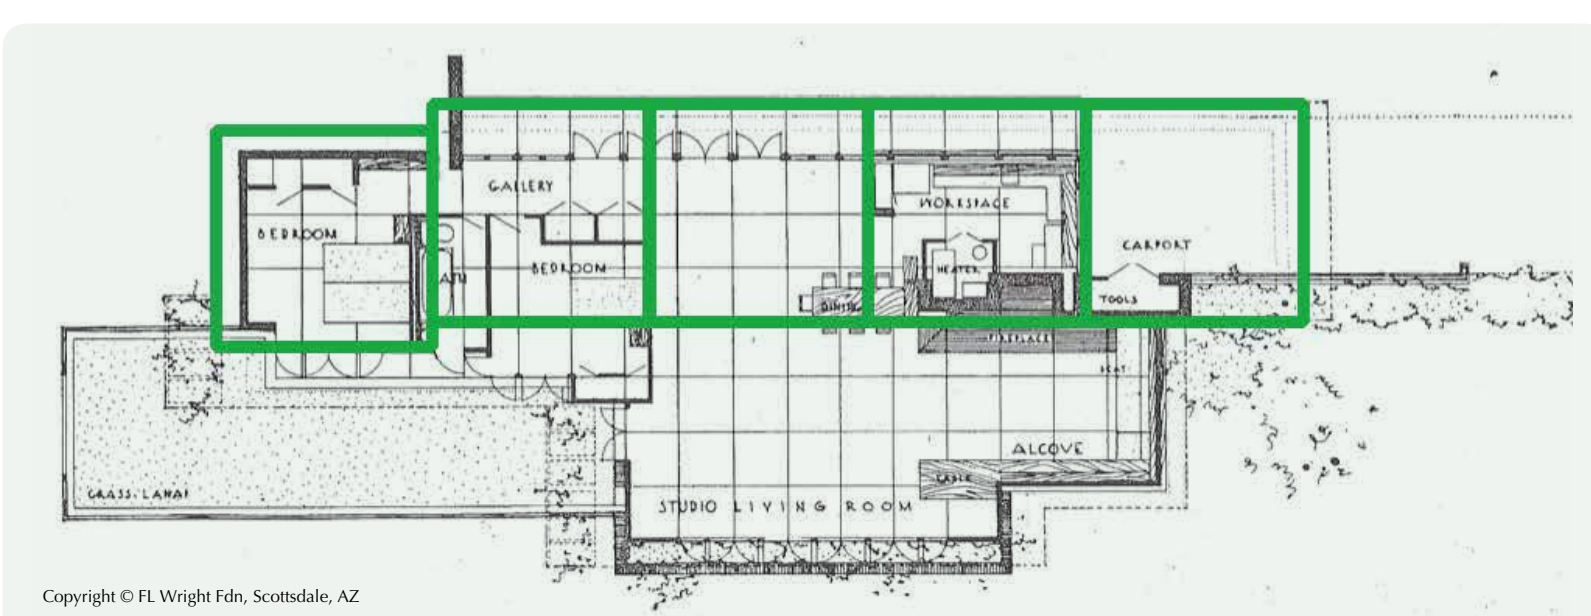 GALLERY
WORKSPACE
BEDROOM
CARPORT
BEDROOM
HEATER
BATH
TOOLS
DINING
FIREPLACE
SEAT
ALCOVE
TABLE
GRASS. LANAI
STUDIO LIVING ROOM
Copyright © FL Wright Fdn, Scottsdale, AZ